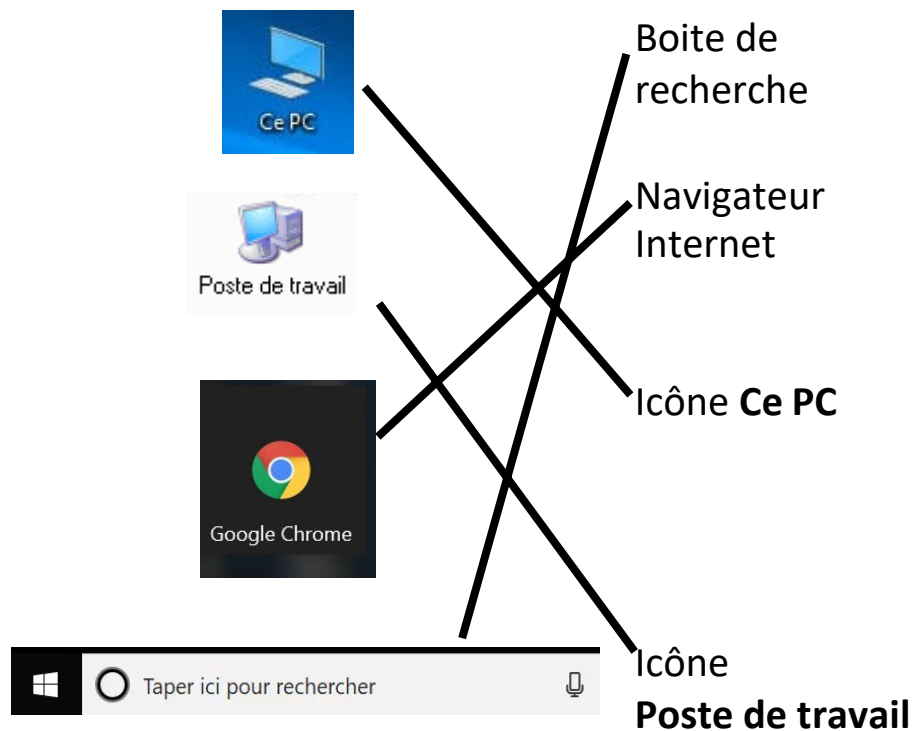 Ce PC
Poste de travail
Google Chrome
Taper ici pour rechercher
Boite de
recherche
Navigateur
Internet
Icône Ce PC
Icône
Poste de travail